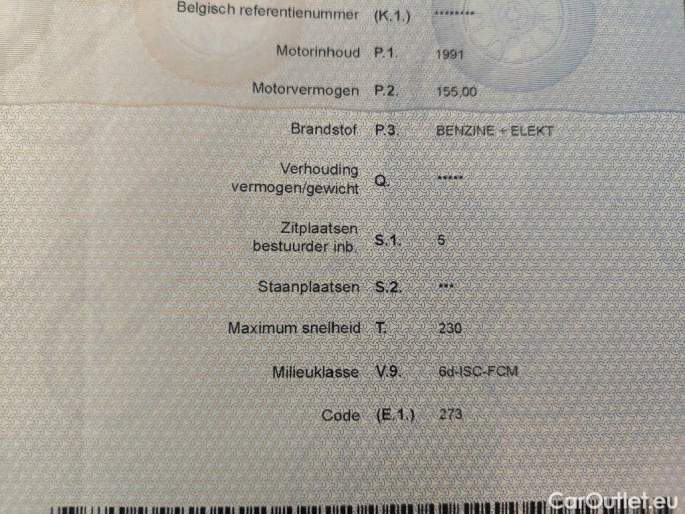 Belgisch referentienummer (K.1.) ********
Motorinhoud P.1. 1991
Motorvermogen P.2. 155,00
Brandstof P.3. BENZINE + ELEKT
Verhouding
vermogen/gewicht Q. *****
Zitplaatsen
bestuurder inb. S.1. 5
Staanplaatsen S.2. ***
Maximum snelheid T. 230
Milieuklasse V.9. 6d-ISC-FCM
Code (E.1.) 273
CarOutlet.eu